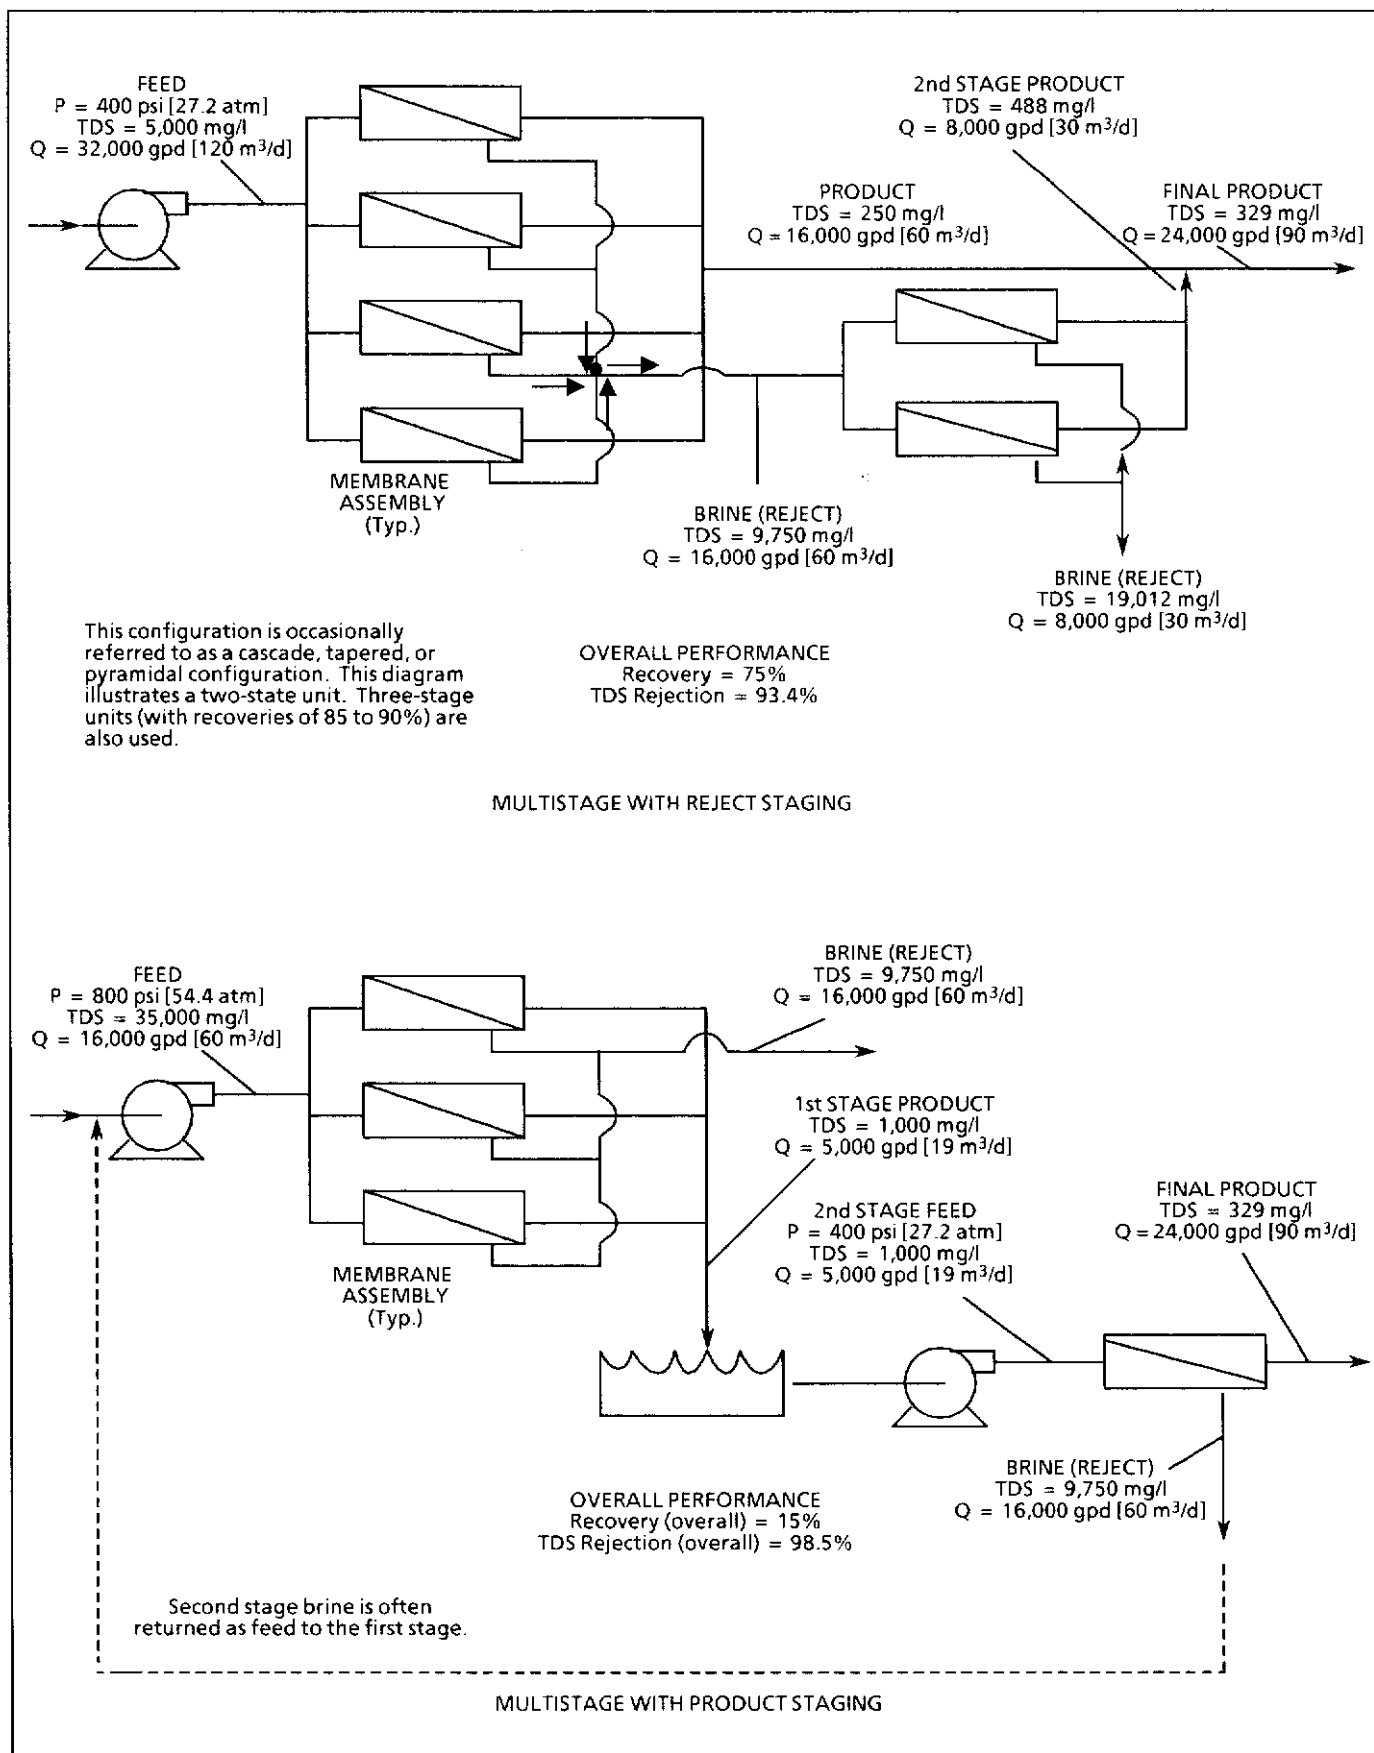 FEED
P = 400 psi [27.2 atm]
TDS = 5,000 mg/l
Q = 32,000 gpd [120 m³/d]
2nd STAGE PRODUCT
TDS = 488 mg/l
Q = 8,000 gpd [30 m³/d]
PRODUCT
TDS = 250 mg/l
Q = 16,000 gpd [60 m³/d]
FINAL PRODUCT
TDS = 329 mg/l
Q = 24,000 gpd [90 m³/d]
MEMBRANE
ASSEMBLY
(Typ.)
BRINE (REJECT)
TDS = 9,750 mg/l
Q = 16,000 gpd [60 m³/d]
BRINE (REJECT)
TDS = 19,012 mg/l
Q = 8,000 gpd [30 m³/d]
This configuration is occasionally
referred to as a cascade, tapered, or
pyramidal configuration. This diagram
illustrates a two-state unit. Three-stage
units (with recoveries of 85 to 90%) are
also used.
OVERALL PERFORMANCE
Recovery = 75%
TDS Rejection = 93.4%
MULTISTAGE WITH REJECT STAGING
FEED
P = 800 psi [54.4 atm]
TDS = 35,000 mg/l
Q = 16,000 gpd [60 m³/d]
BRINE (REJECT)
TDS = 9,750 mg/l
Q = 16,000 gpd [60 m³/d]
1st STAGE PRODUCT
TDS = 1,000 mg/l
Q = 5,000 gpd [19 m³/d]
2nd STAGE FEED
P = 400 psi [27.2 atm]
TDS = 1,000 mg/l
Q = 5,000 gpd [19 m³/d]
FINAL PRODUCT
TDS = 329 mg/l
Q = 24,000 gpd [90 m³/d]
MEMBRANE
ASSEMBLY
(Typ.)
BRINE (REJECT)
TDS = 9,750 mg/l
Q = 16,000 gpd [60 m³/d]
OVERALL PERFORMANCE
Recovery (overall) = 15%
TDS Rejection (overall) = 98.5%
Second stage brine is often
returned as feed to the first stage.
MULTISTAGE WITH PRODUCT STAGING